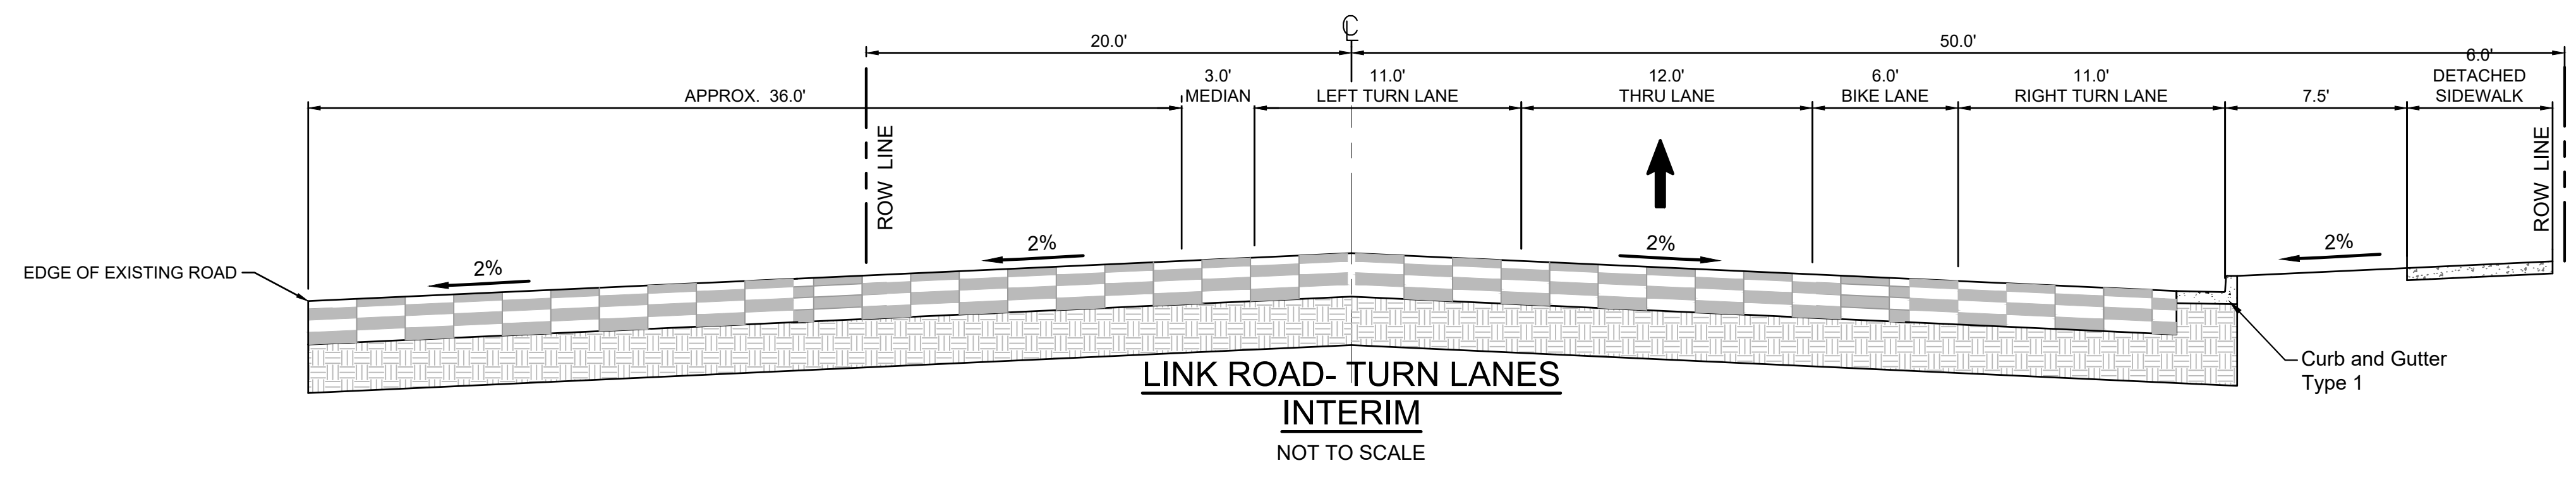 ℄
20.0'
50.0'
APPROX. 36.0'
3.0'
MEDIAN
11.0'
LEFT TURN LANE
12.0'
THRU LANE
6.0'
BIKE LANE
11.0'
RIGHT TURN LANE
7.5'
6.0'
DETACHED
SIDEWALK
ROW LINE
ROW LINE
EDGE OF EXISTING ROAD
2%
2%
2%
2%
Curb and Gutter
Type 1
LINK ROAD- TURN LANES
INTERIM
NOT TO SCALE